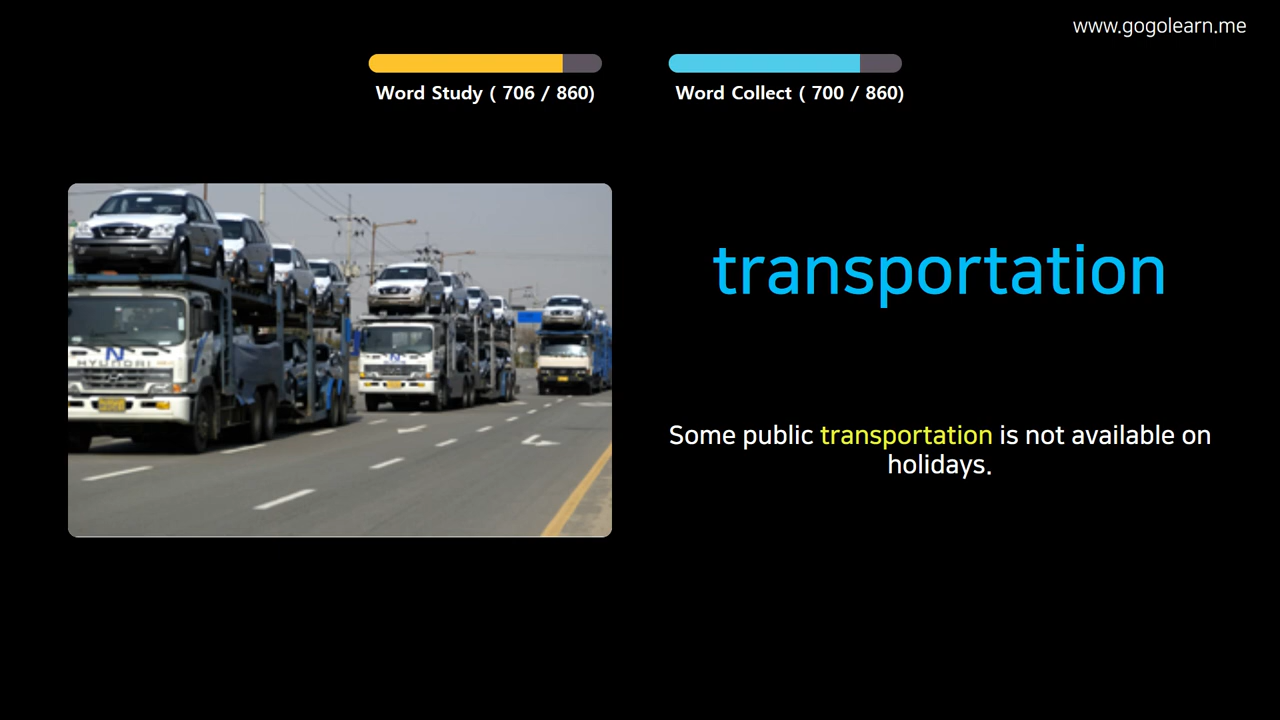 www.gogolearn.me
Word Study ( 706 / 860)
Word Collect ( 700 / 860)
transportation
Some public transportation is not available on
holidays.
N
HYUNDAI
N